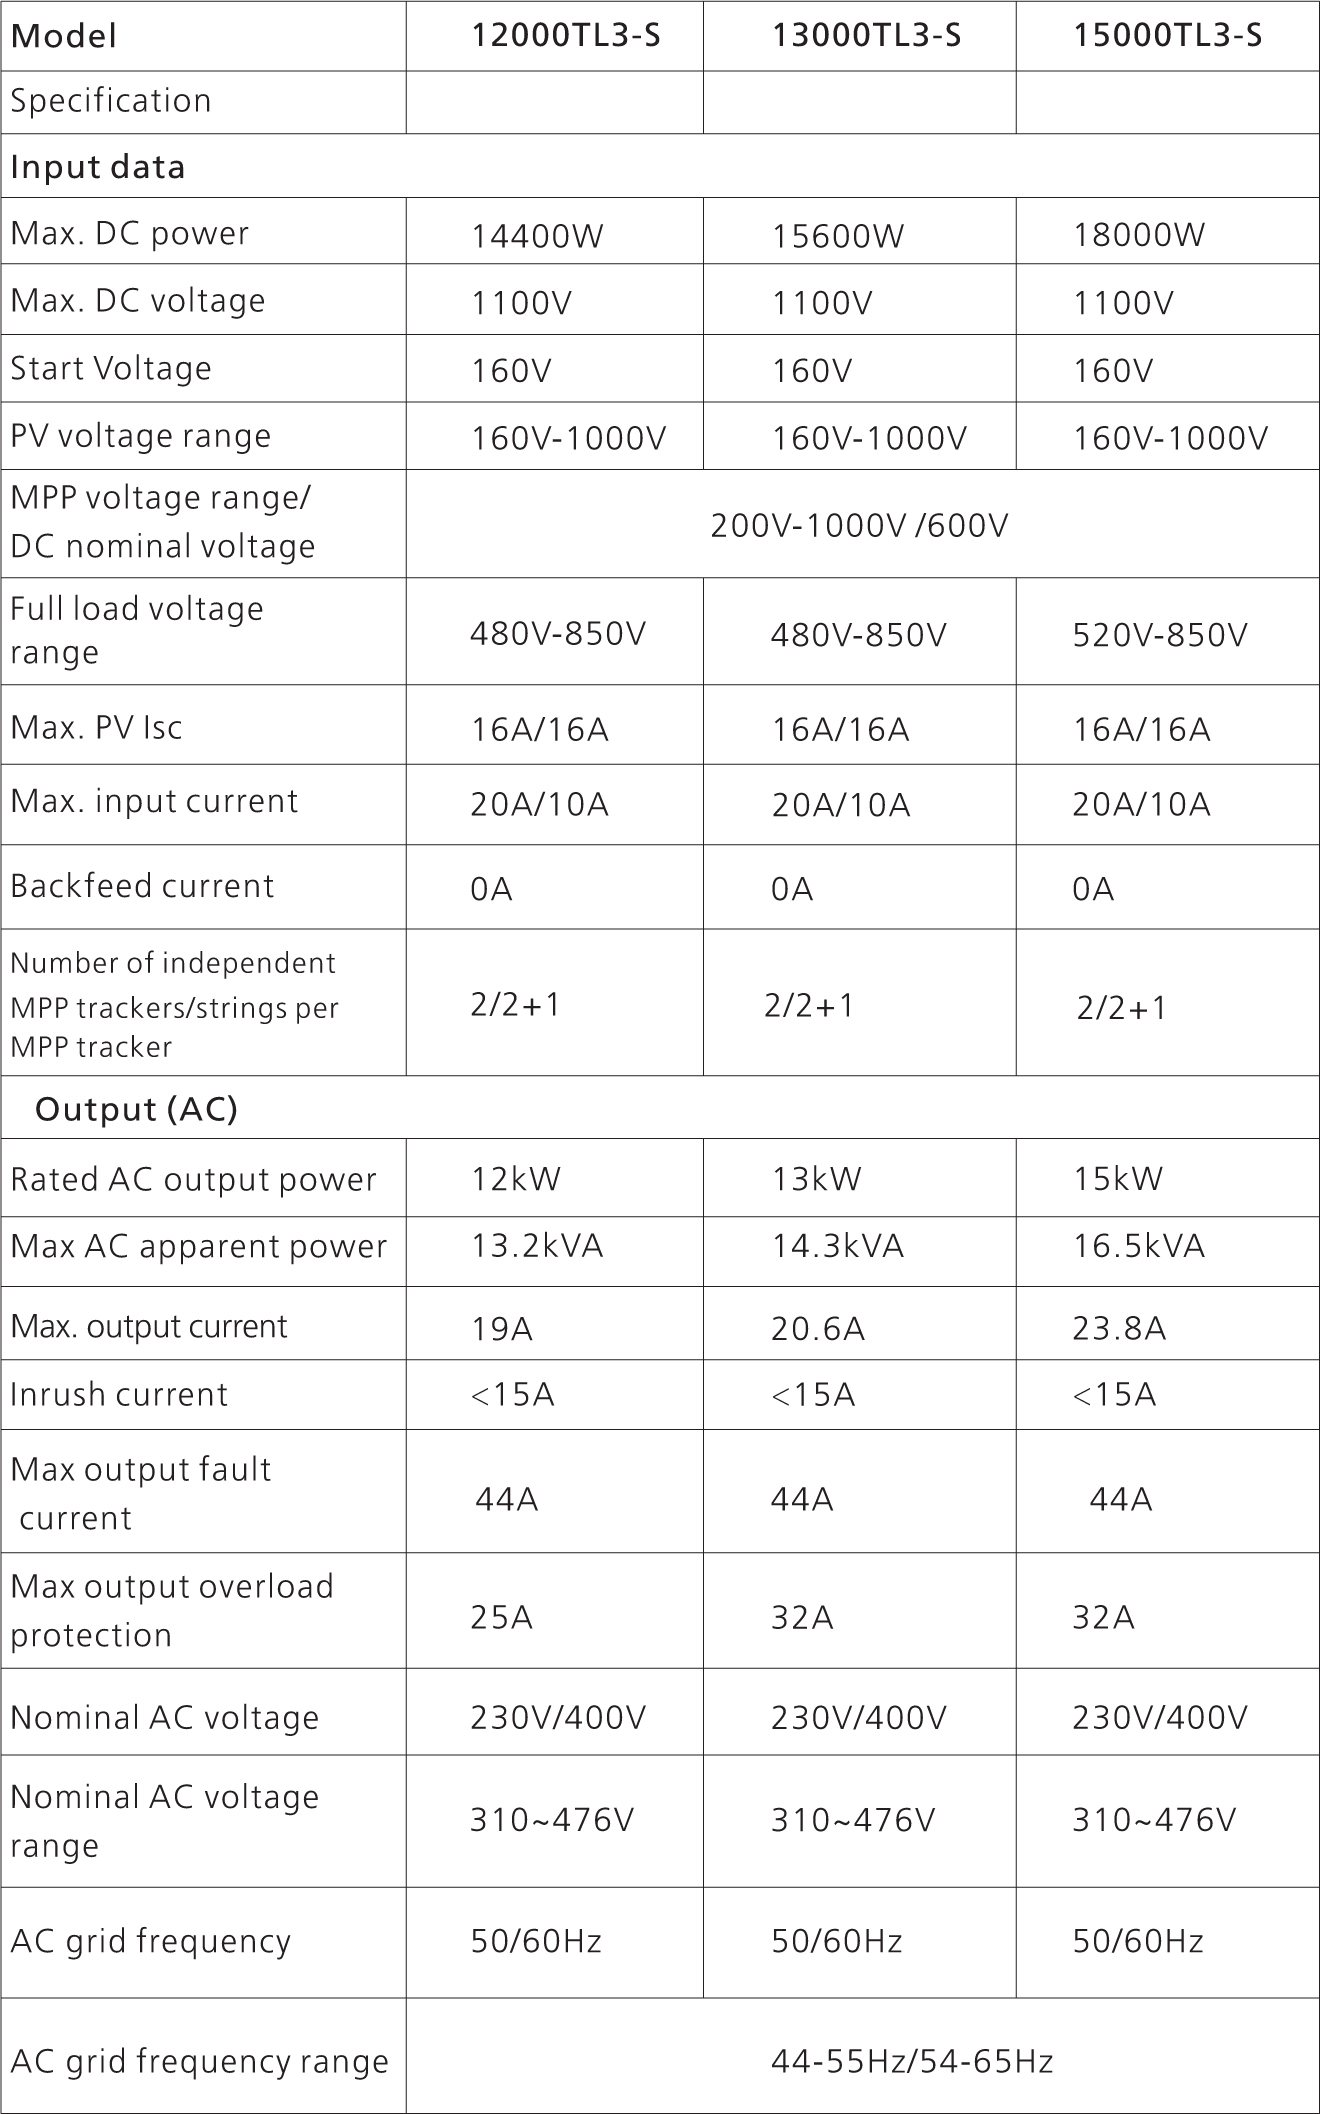 Model 12000TL3-S 13000TL3-S 15000TL3-S
Specification
Input data
Max. DC power 14400W 15600W 18000W
Max. DC voltage 1100V 1100V 1100V
Start Voltage 160V 160V 160V
PV voltage range 160V-1000V 160V-1000V 160V-1000V
MPP voltage range/
DC nominal voltage
200V-1000V /600V
Full load voltage
range
480V-850V 480V-850V 520V-850V
Max. PV Isc 16A/16A 16A/16A 16A/16A
Max. input current 20A/10A 20A/10A 20A/10A
Backfeed current 0A 0A 0A
Number of independent
MPP trackers/strings per
MPP tracker
2/2+1 2/2+1 2/2+1
Output (AC)
Rated AC output power 12kW 13kW 15kW
Max AC apparent power 13.2kVA 14.3kVA 16.5kVA
Max. output current 19A 20.6A 23.8A
Inrush current <15A <15A <15A
Max output fault
current
44A 44A 44A
Max output overload
protection
25A 32A 32A
Nominal AC voltage 230V/400V 230V/400V 230V/400V
Nominal AC voltage
range
310~476V 310~476V 310~476V
AC grid frequency 50/60Hz 50/60Hz 50/60Hz
AC grid frequency range 44-55Hz/54-65Hz